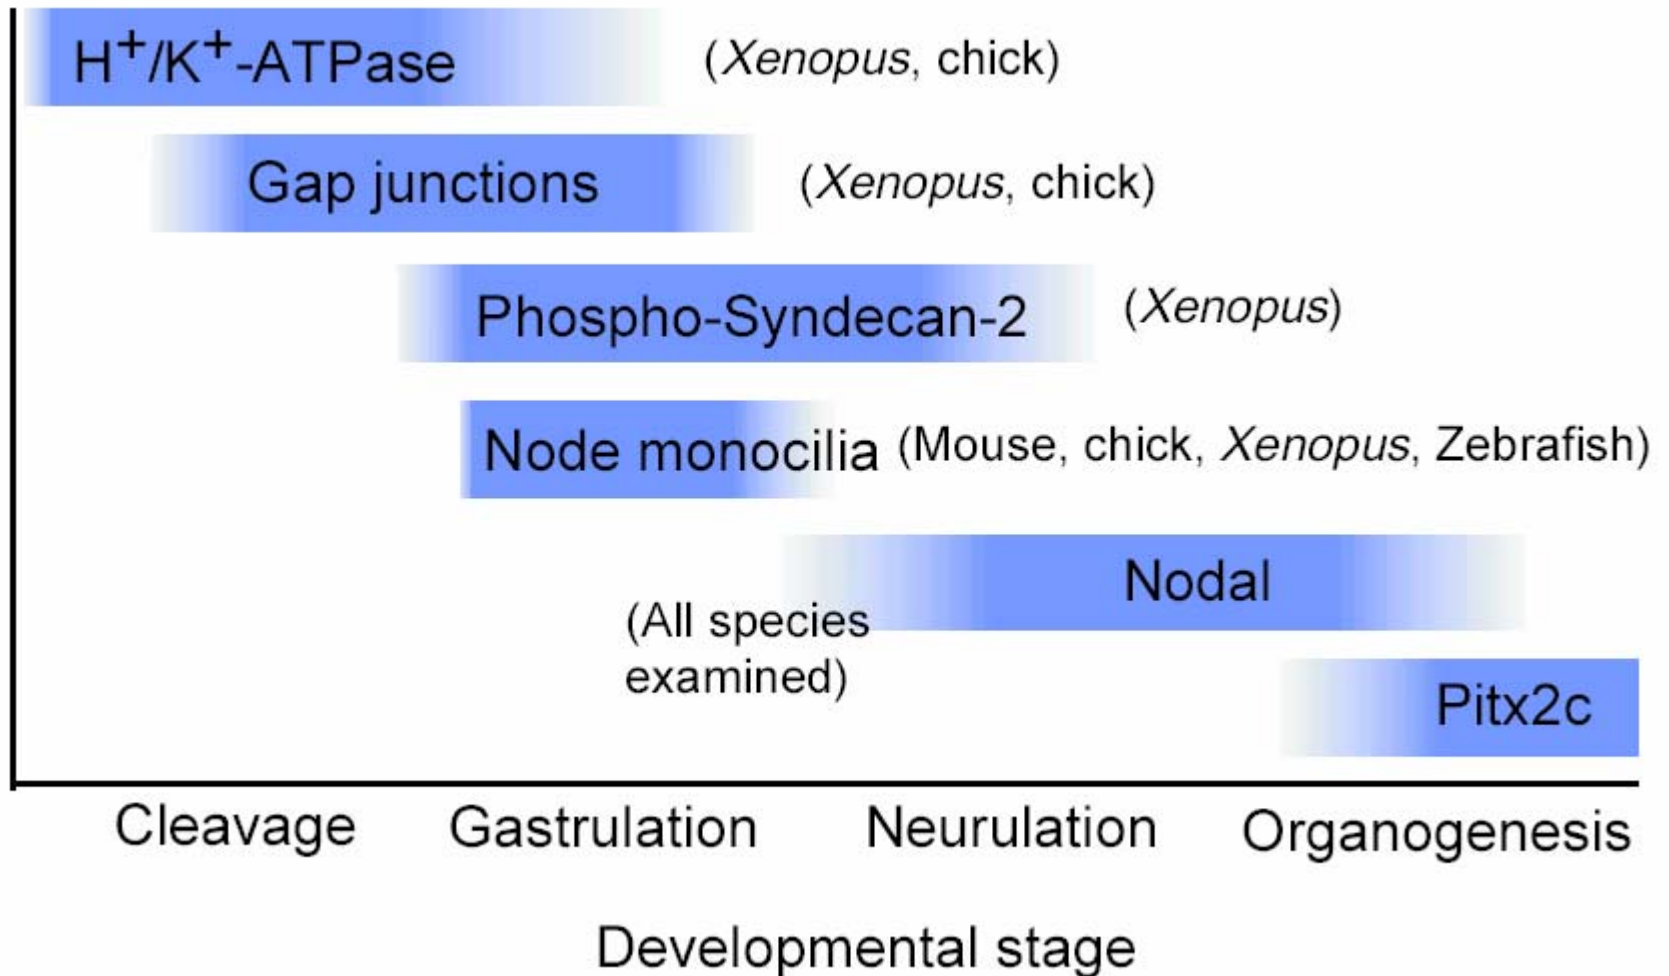 H⁺/K⁺-ATPase (Xenopus, chick)
Gap junctions (Xenopus, chick)
Phospho-Syndecan-2 (Xenopus)
Node monocilia (Mouse, chick, Xenopus, Zebrafish)
Nodal
(All species
examined)
Pitx2c
Cleavage Gastrulation Neurulation Organogenesis
Developmental stage